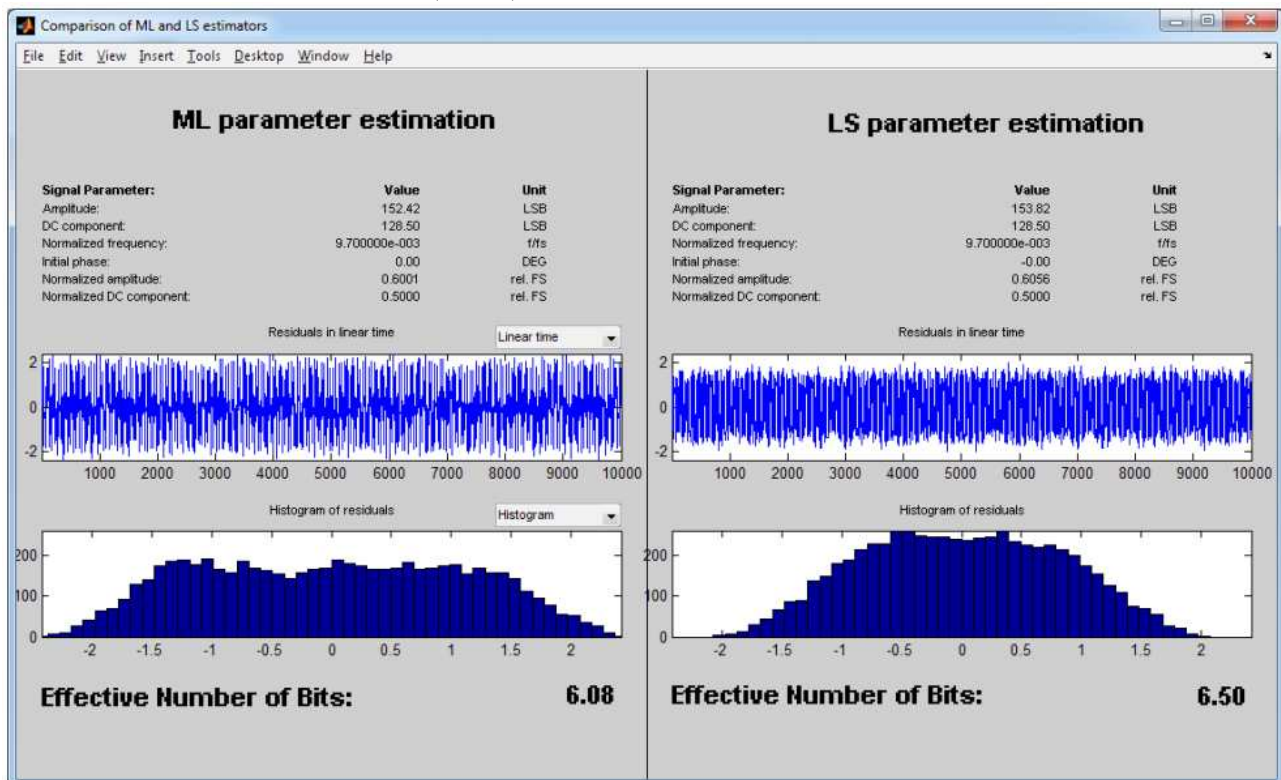 Comparison of ML and LS estimators
File Edit View Insert Tools Desktop Window Help
ML parameter estimation
Signal Parameter: Value Unit
Amplitude: 152.42 LSB
DC component: 128.50 LSB
Normalized frequency: 9.700000e-003 f/fs
Initial phase: 0.00 DEG
Normalized amplitude: 0.6001 rel. FS
Normalized DC component: 0.5000 rel. FS
Residuals in linear time
Linear time
2
0
-2
1000 2000 3000 4000 5000 6000 7000 8000 9000 10000
Histogram of residuals
Histogram
200
100
0
-2 -1.5 -1 -0.5 0 0.5 1 1.5 2
Effective Number of Bits: 6.08
LS parameter estimation
Signal Parameter: Value Unit
Amplitude: 153.82 LSB
DC component: 128.50 LSB
Normalized frequency: 9.700000e-003 f/fs
Initial phase: -0.00 DEG
Normalized amplitude: 0.6056 rel. FS
Normalized DC component: 0.5000 rel. FS
Residuals in linear time
2
0
-2
1000 2000 3000 4000 5000 6000 7000 8000 9000 10000
Histogram of residuals
200
100
0
-2 -1.5 -1 -0.5 0 0.5 1 1.5 2
Effective Number of Bits: 6.50